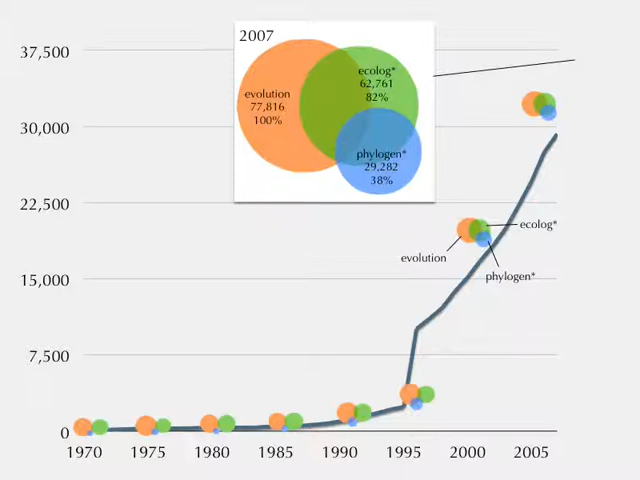 2007
37,500
30,000
22,500
15,000
7,500
0
evolution
77,816
100%
ecolog*
62,761
82%
phylogen*
29,282
38%
ecolog*
evolution
phylogen*
1970 1975 1980 1985 1990 1995 2000 2005